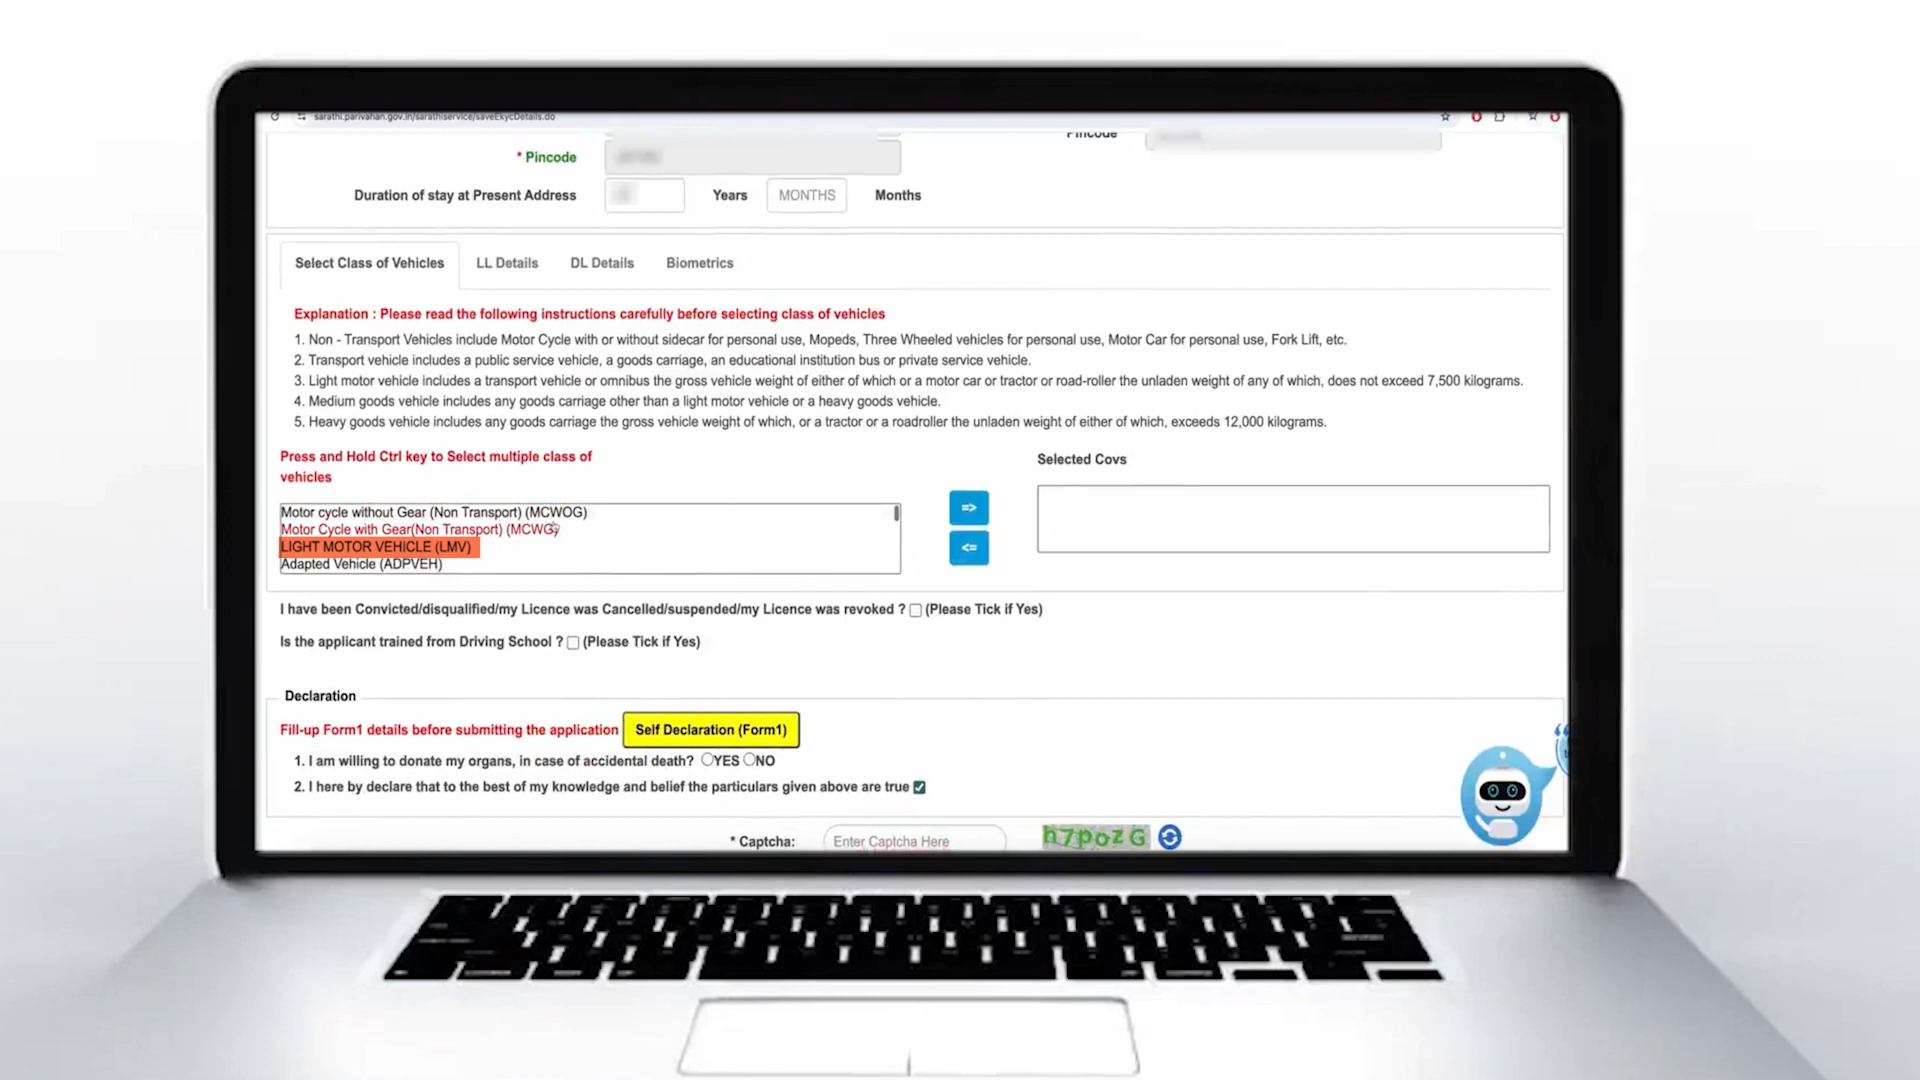 sarathi.parivahan.gov.in/sarathiservice/saveEkycDetails.do
* Pincode
Pincode
Duration of stay at Present Address Years MONTHS Months
Select Class of Vehicles LL Details DL Details Biometrics
Explanation : Please read the following instructions carefully before selecting class of vehicles
1. Non - Transport Vehicles include Motor Cycle with or without sidecar for personal use, Mopeds, Three Wheeled vehicles for personal use, Motor Car for personal use, Fork Lift, etc.
2. Transport vehicle includes a public service vehicle, a goods carriage, an educational institution bus or private service vehicle.
3. Light motor vehicle includes a transport vehicle or omnibus the gross vehicle weight of either of which or a motor car or tractor or road-roller the unladen weight of any of which, does not exceed 7,500 kilograms.
4. Medium goods vehicle includes any goods carriage other than a light motor vehicle or a heavy goods vehicle.
5. Heavy goods vehicle includes any goods carriage the gross vehicle weight of which, or a tractor or a roadroller the unladen weight of either of which, exceeds 12,000 kilograms.
Press and Hold Ctrl key to Select multiple class of
vehicles
Selected Covs
Motor cycle without Gear (Non Transport) (MCWOG)
Motor Cycle with Gear(Non Transport) (MCWG)
LIGHT MOTOR VEHICLE (LMV)
Adapted Vehicle (ADPVEH)
=>
<=
I have been Convicted/disqualified/my Licence was Cancelled/suspended/my Licence was revoked ? (Please Tick if Yes)
Is the applicant trained from Driving School ? (Please Tick if Yes)
Declaration
Fill-up Form1 details before submitting the application Self Declaration (Form1)
1. I am willing to donate my organs, in case of accidental death? YES NO
2. I here by declare that to the best of my knowledge and belief the particulars given above are true
* Captcha: Enter Captcha Here h7pozG